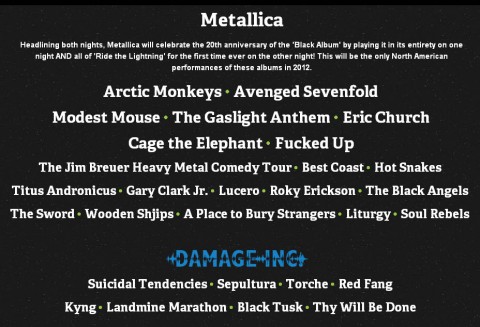 Metallica
Headlining both nights, Metallica will celebrate the 20th anniversary of the 'Black Album' by playing it in its entirety on one
night AND all of 'Ride the Lightning' for the first time ever on the other night! This will be the only North American
performances of these albums in 2012.
Arctic Monkeys • Avenged Sevenfold
Modest Mouse • The Gaslight Anthem • Eric Church
Cage the Elephant • Fucked Up
The Jim Breuer Heavy Metal Comedy Tour • Best Coast • Hot Snakes
Titus Andronicus • Gary Clark Jr. • Lucero • Roky Erickson • The Black Angels
The Sword • Wooden Shjips • A Place to Bury Strangers • Liturgy • Soul Rebels
DAMAGE INC
Suicidal Tendencies • Sepultura • Torche • Red Fang
Kyng • Landmine Marathon • Black Tusk • Thy Will Be Done